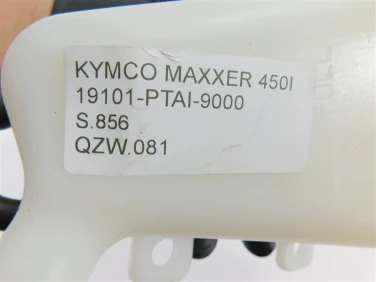 KYMCO MAXXER 450I
19101-PTAI-9000
S.856
QZW.081